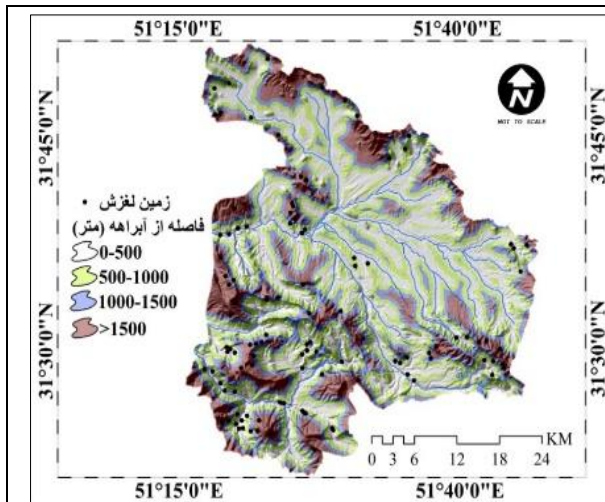 51°15'0"E 51°40'0"E
31°45'0"N 31°45'0"N
N
NOT TO SCALE
زمین لغزش
فاصله از آبراهه (متر)
0-500
500-1000
1000-1500
>1500
31°30'0"N 31°30'0"N
KM
0 3 6 12 18 24
51°15'0"E 51°40'0"E